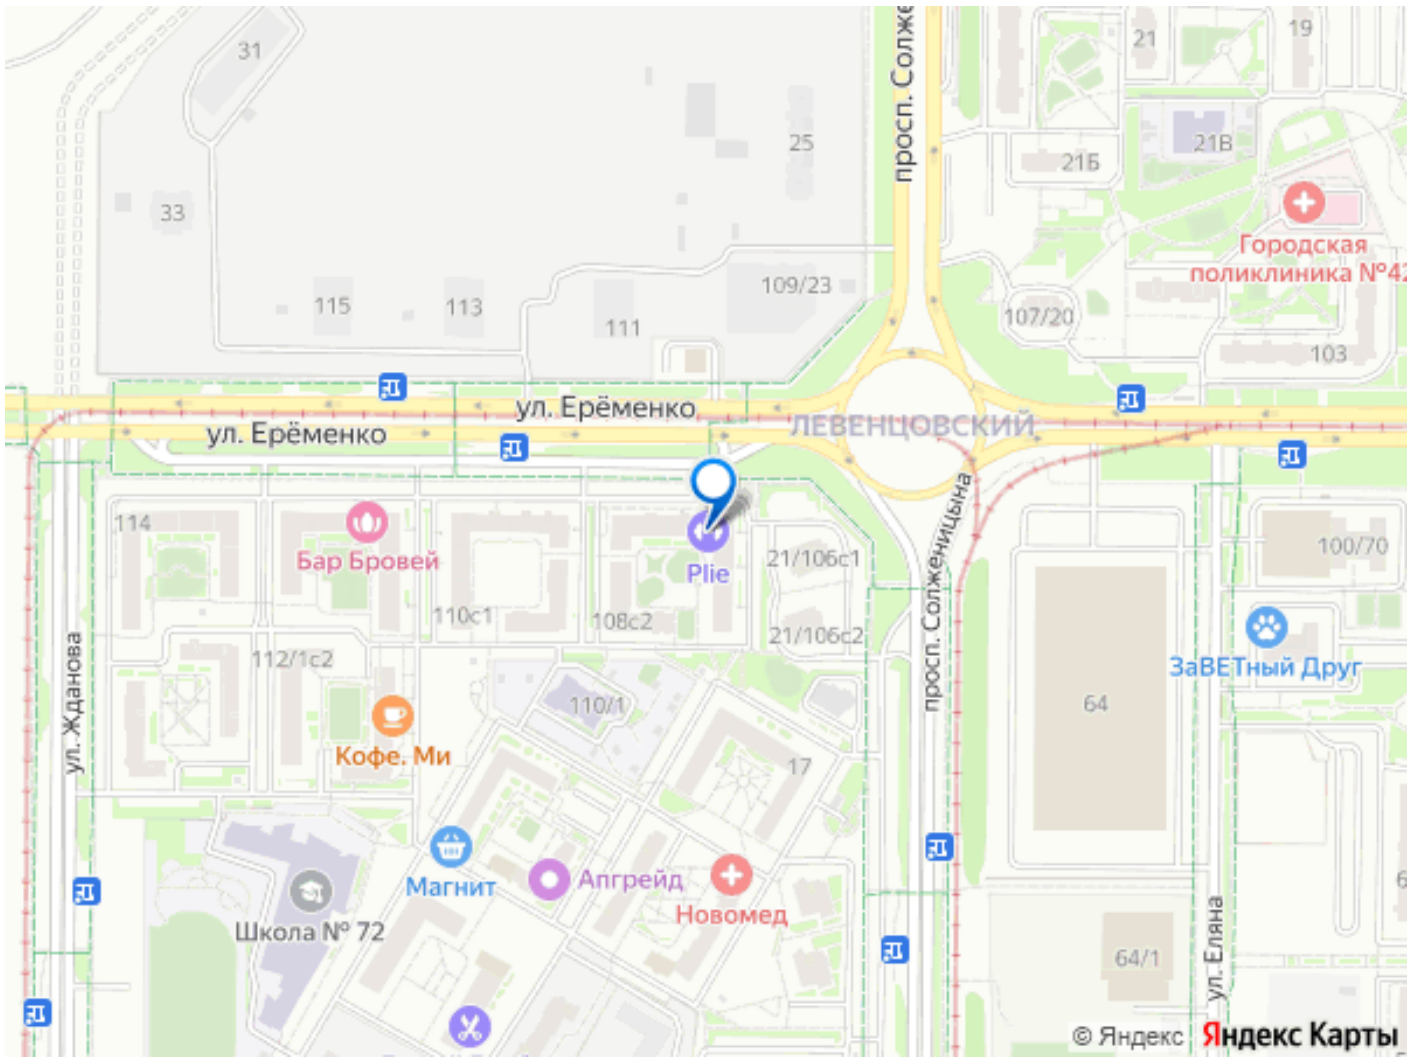 31
просп. Солже
21
19
25
21Б
21В
33
Городская
поликлиника №42
115
113
109/23
111
107/20
103
ул. Ерёменко
ул. Ерёменко
ЛЕВЕНЦОВСКИЙ
114
Бар Бровей
Plie
21/106с1
100/70
110с1
108с2
21/106с2
просп. Солженицына
112/1с2
ЗаВЕТный Друг
ул. Жданова
110/1
64
Кофе. Ми
17
Магнит
Апгрейд
Новомед
Школа № 72
64/1
ул. Еляна
© Яндекс
Яндекс Карты